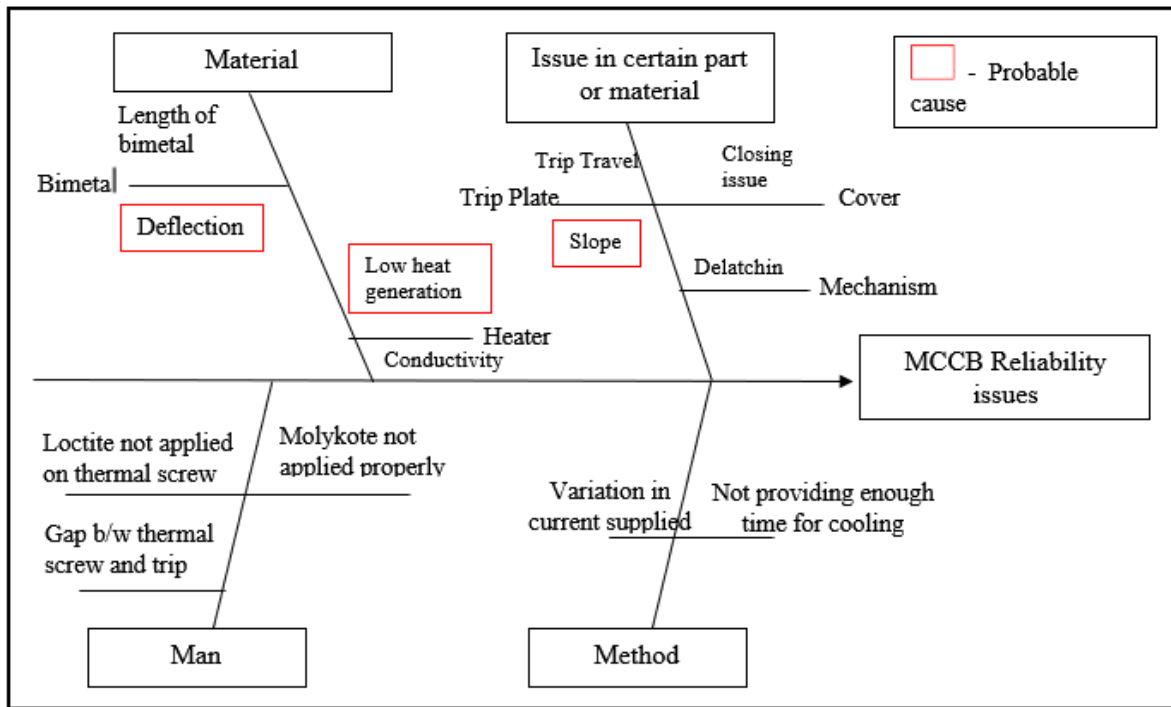 Material
Issue in certain part
or material
- Probable
cause
Length of
bimetal
Bimetal
Deflection
Low heat
generation
Heater
Conductivity
Trip Travel
Closing
issue
Trip Plate
Cover
Slope
Delatchin
Mechanism
MCCB Reliability
issues
Loctite not applied
on thermal screw
Molykote not
applied properly
Gap b/w thermal
screw and trip
Variation in
current supplied
Not providing enough
time for cooling
Man
Method